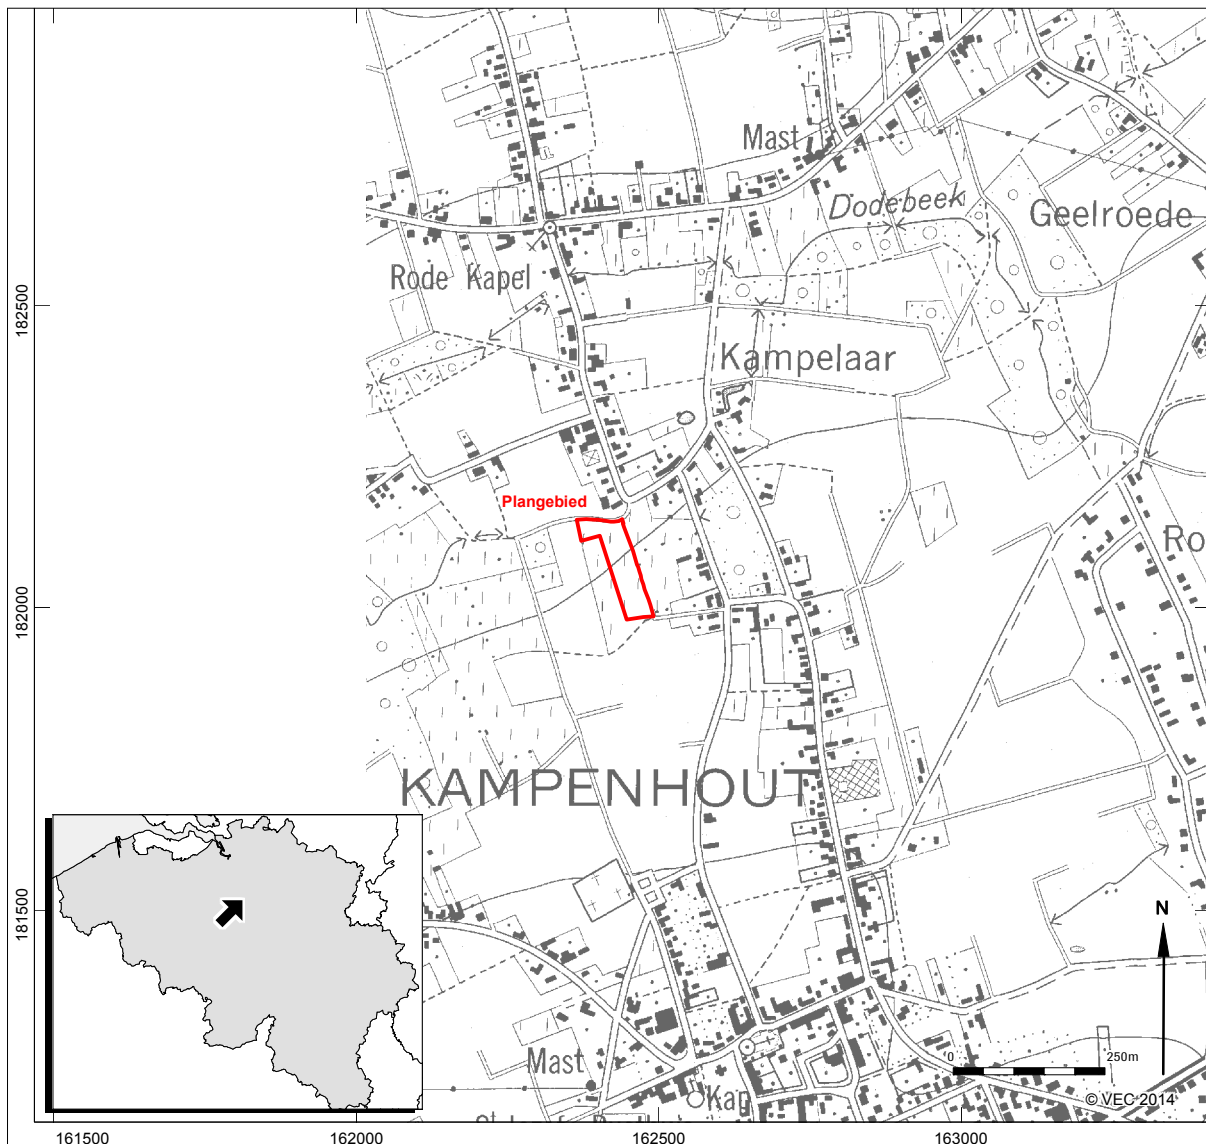 Mast
Dodebeek
Geelroede
Rode Kapel
182500
Kampelaar
Plangebied
Ro
182000
KAMPENHOUT
181500
N
Mast
0
250m
Kap
© VEC 2014
161500
162000
162500
163000